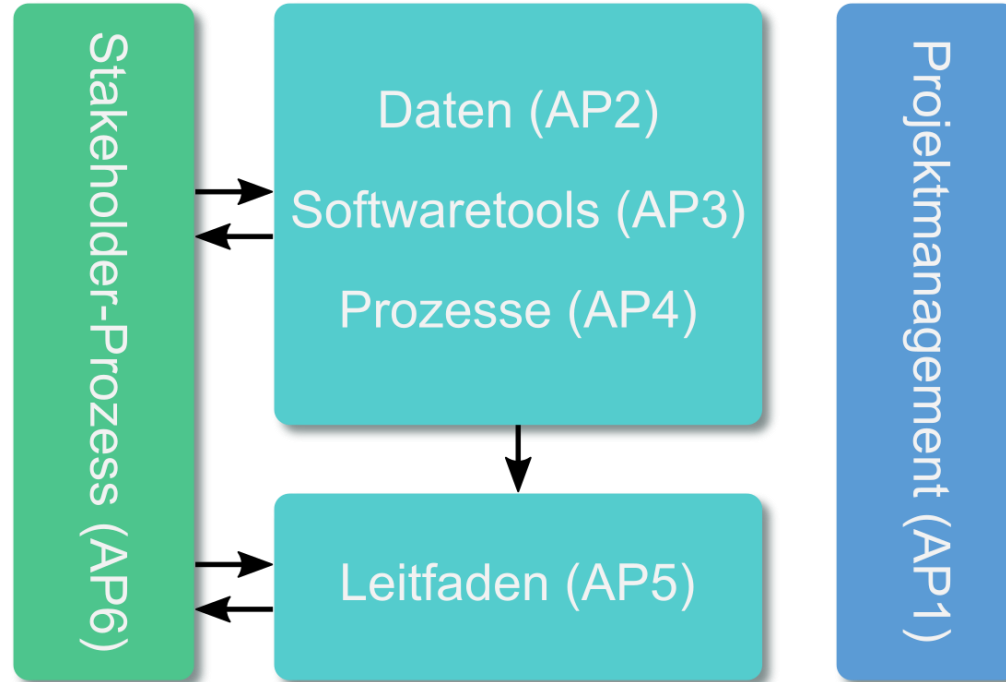 Stakeholder-Prozess (AP6)
Daten (AP2)
Softwaretools (AP3)
Prozesse (AP4)
Leitfaden (AP5)
Projektmanagement (AP1)